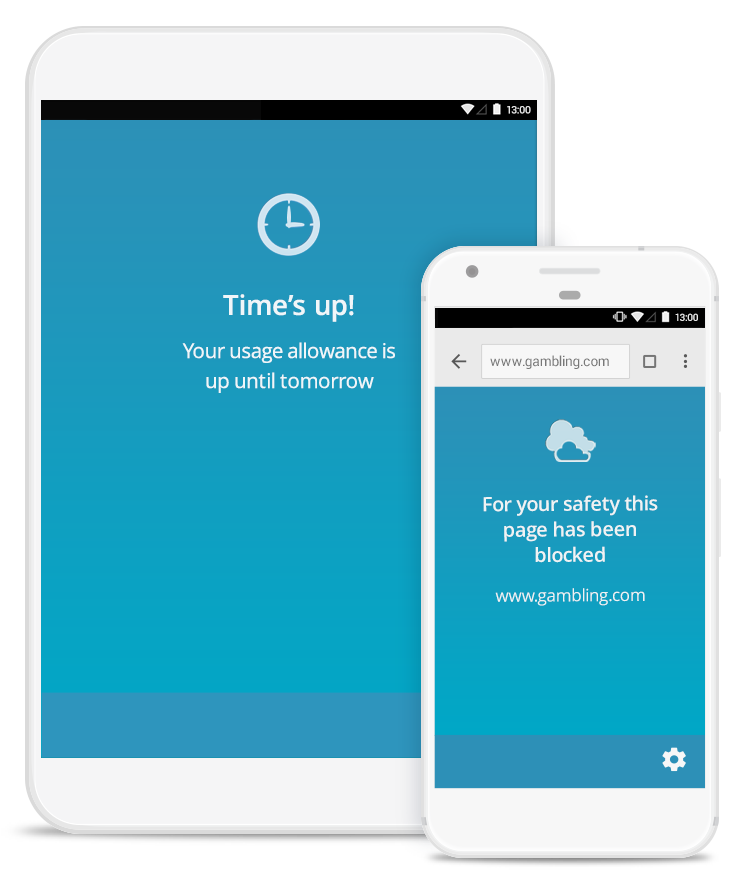 13:00
Time’s up!
Your usage allowance is
up until tomorrow
13:00
www.gambling.com
For your safety this
page has been
blocked
www.gambling.com